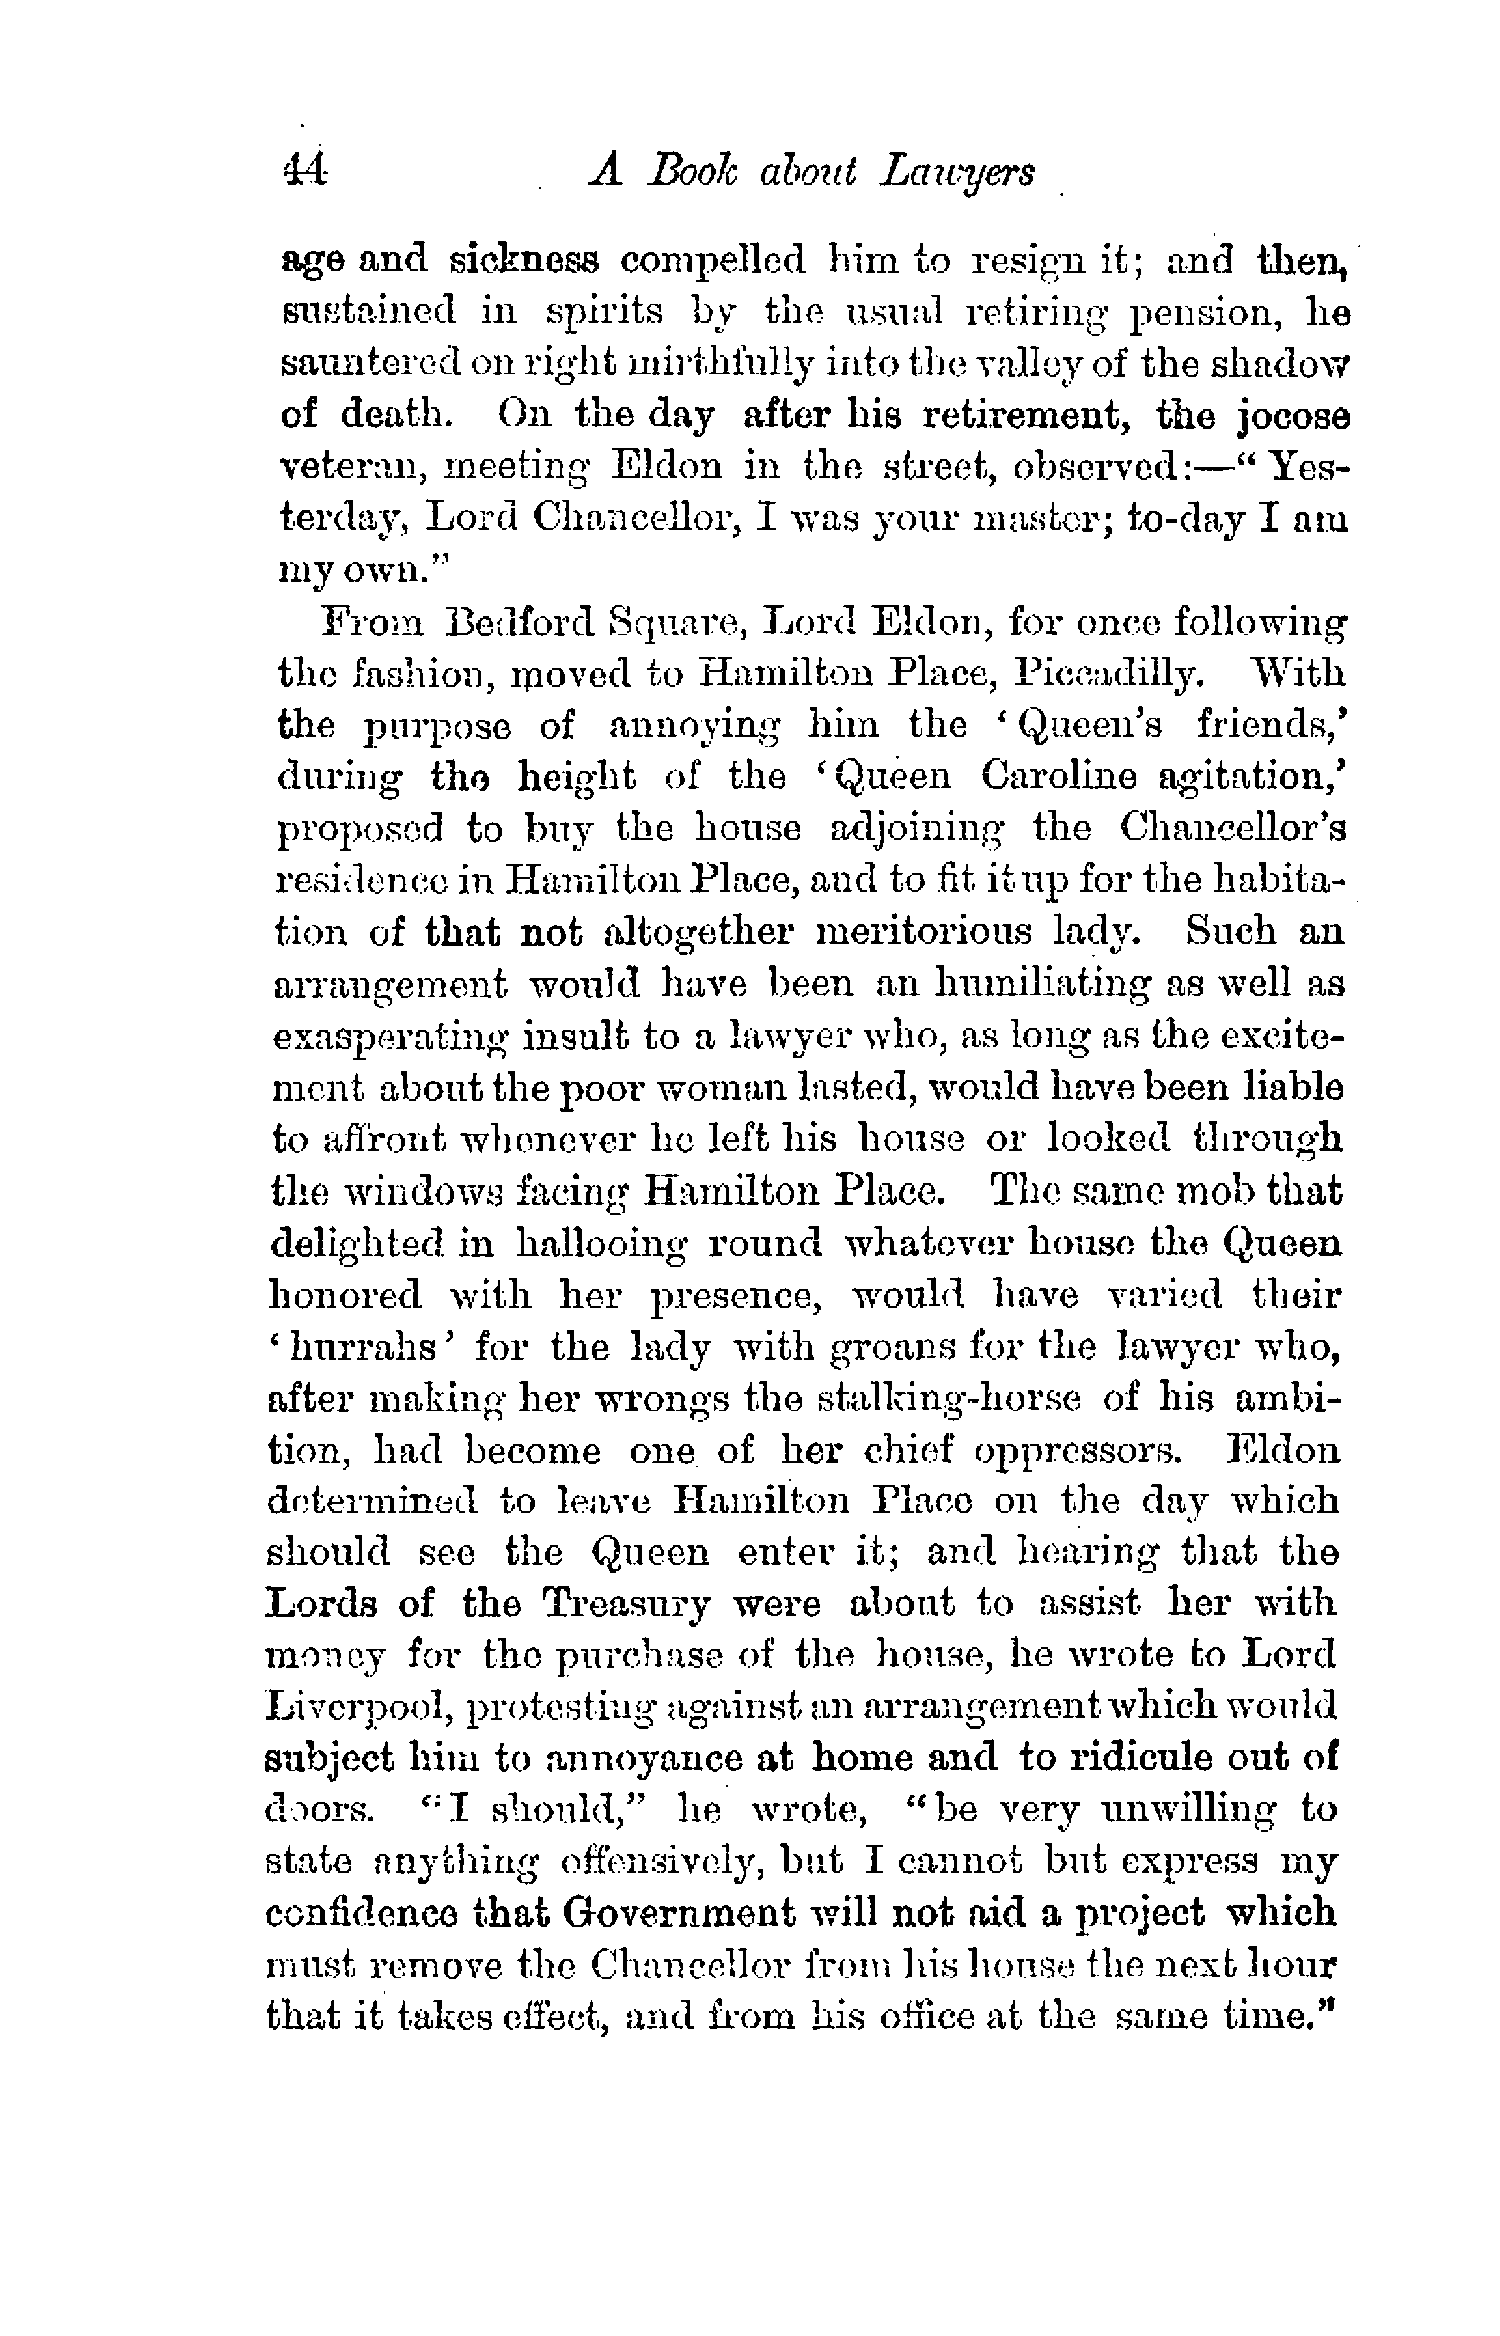 44 A Book about Lawyers
age and sickness compelled him to resign it; and then,
sustained in spirits by the usual retiring pension, he
sauntered on right mirthfully into the valley of the shadow
of death. On the day after his retirement, the jocose
veteran, meeting Eldon in the street, observed:—“Yes-
terday, Lord Chancellor, I was your master; to-day I am
my own.”
From Bedford Square, Lord Eldon, for once following
the fashion, moved to Hamilton Place, Piccadilly. With
the purpose of annoying him the ‘Queen’s friends,’
during the height of the ‘Queen Caroline agitation,’
proposed to buy the house adjoining the Chancellor’s
residence in Hamilton Place, and to fit it up for the habita-
tion of that not altogether meritorious lady. Such an
arrangement would have been an humiliating as well as
exasperating insult to a lawyer who, as long as the excite-
ment about the poor woman lasted, would have been liable
to affront whenever he left his house or looked through
the windows facing Hamilton Place. The same mob that
delighted in hallooing round whatever house the Queen
honored with her presence, would have varied their
‘hurrahs’ for the lady with groans for the lawyer who,
after making her wrongs the stalking-horse of his ambi-
tion, had become one of her chief oppressors. Eldon
determined to leave Hamilton Place on the day which
should see the Queen enter it; and hearing that the
Lords of the Treasury were about to assist her with
money for the purchase of the house, he wrote to Lord
Liverpool, protesting against an arrangement which would
subject him to annoyance at home and to ridicule out of
doors. “I should,” he wrote, “be very unwilling to
state anything offensively, but I cannot but express my
confidence that Government will not aid a project which
must remove the Chancellor from his house the next hour
that it takes effect, and from his office at the same time.”